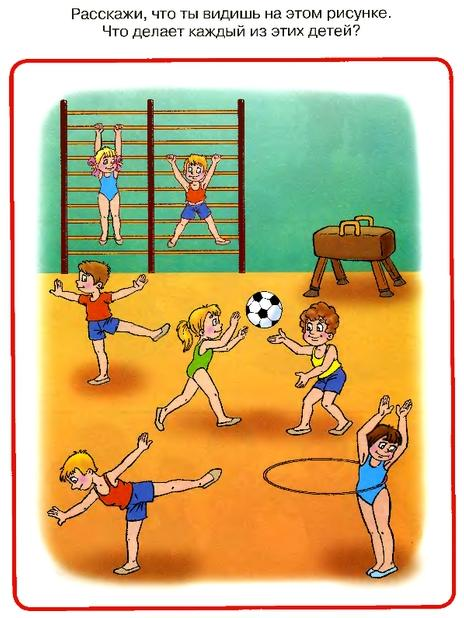 Расскажи, что ты видишь на этом рисунке.
Что делает каждый из этих детей?